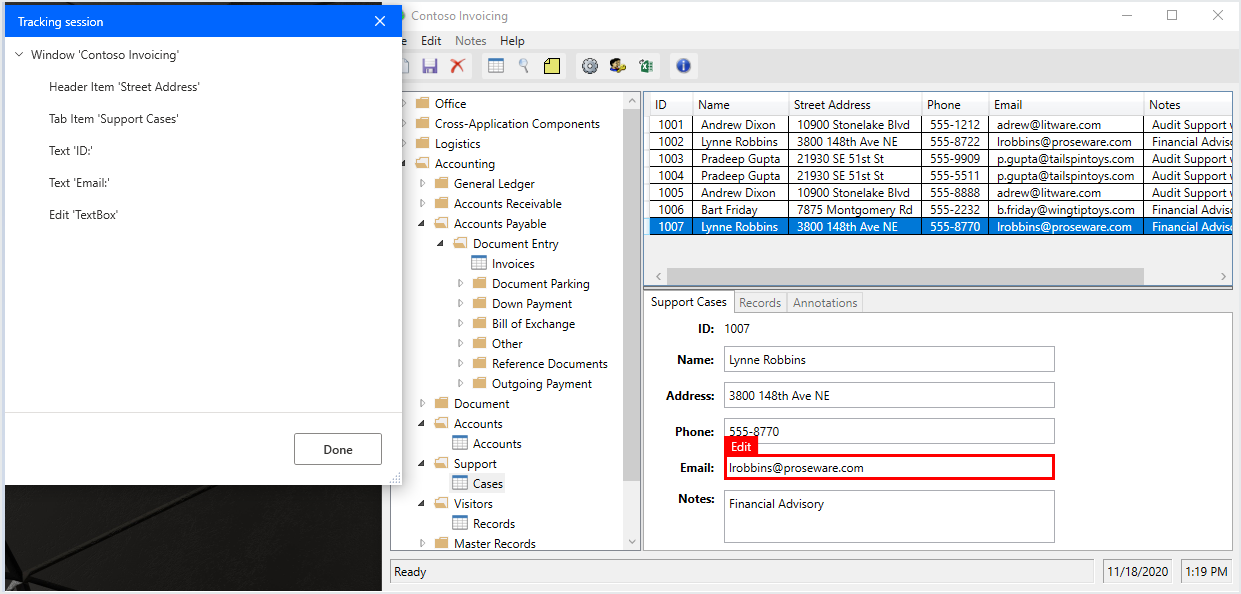 Tracking session
Window 'Contoso Invoicing'
Header Item 'Street Address'
Tab Item 'Support Cases'
Text 'ID:'
Text 'Email:'
Edit 'TextBox'
Done
Contoso Invoicing
Edit Notes Help
Office
Cross-Application Components
Logistics
Accounting
General Ledger
Accounts Receivable
Accounts Payable
Document Entry
Invoices
Document Parking
Down Payment
Bill of Exchange
Other
Reference Documents
Outgoing Payment
Document
Accounts
Accounts
Support
Cases
Visitors
Records
Master Records
ID Name Street Address Phone Email Notes
1001 Andrew Dixon 10900 Stonelake Blvd 555-1212 adrew@litware.com Audit Support w
1002 Lynne Robbins 3800 148th Ave NE 555-8722 lrobbins@proseware.com Financial Adviso
1003 Pradeep Gupta 21930 SE 51st St 555-9909 p.gupta@tailspintoys.com Audit Support w
1004 Pradeep Gupta 21930 SE 51st St 555-5511 p.gupta@tailspintoys.com Audit Support w
1005 Andrew Dixon 10900 Stonelake Blvd 555-8888 adrew@litware.com Audit Support w
1006 Bart Friday 7875 Montgomery Rd 555-2232 b.friday@wingtiptoys.com Financial Adviso
1007 Lynne Robbins 3800 148th Ave NE 555-8770 lrobbins@proseware.com Financial Adviso
Support Cases Records Annotations
ID: 1007
Name: Lynne Robbins
Address: 3800 148th Ave NE
Phone: 555-8770
Edit
Email: lrobbins@proseware.com
Notes: Financial Advisory
Ready 11/18/2020 1:19 PM